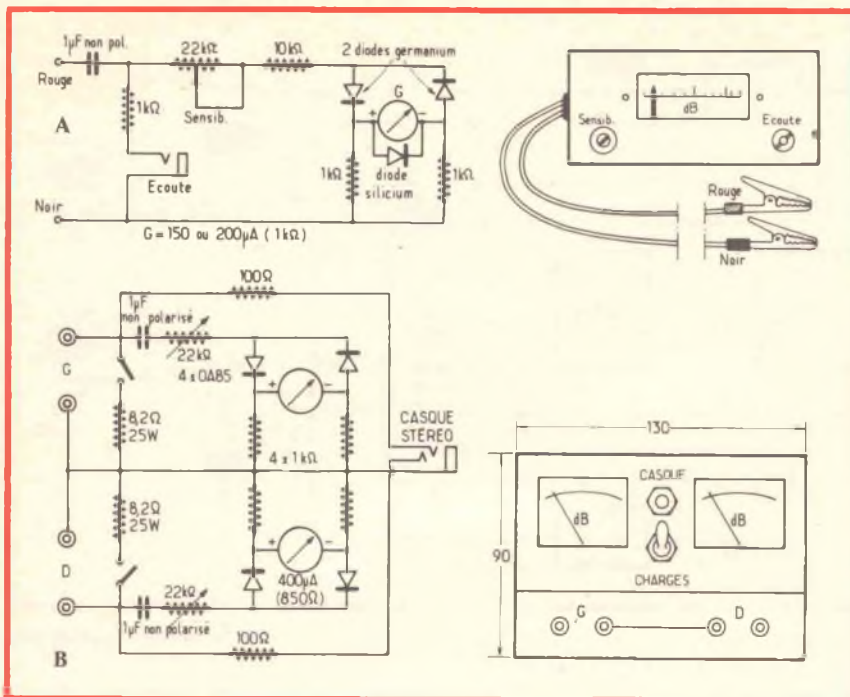 1µF non pol.
Rouge
22kΩ
Sensib.
10kΩ
2 diodes germanium
A
1kΩ
Ecoute
G
1kΩ
diode
silicium
1kΩ
Noir
G = 150 ou 200µA (1kΩ)
Sensib.
dB
Ecoute
Rouge
Noir
100Ω
1µF
non polarisé
22kΩ
4 x 0A85
G
+
-
8,2Ω
25W
CASQUE
STÉREO
4 x 1kΩ
8,2Ω
25W
D
+
-
400µA
(850Ω)
22kΩ
1µF non polarisé
100Ω
B
130
90
CASQUE
dB
dB
CHARGES
G
D